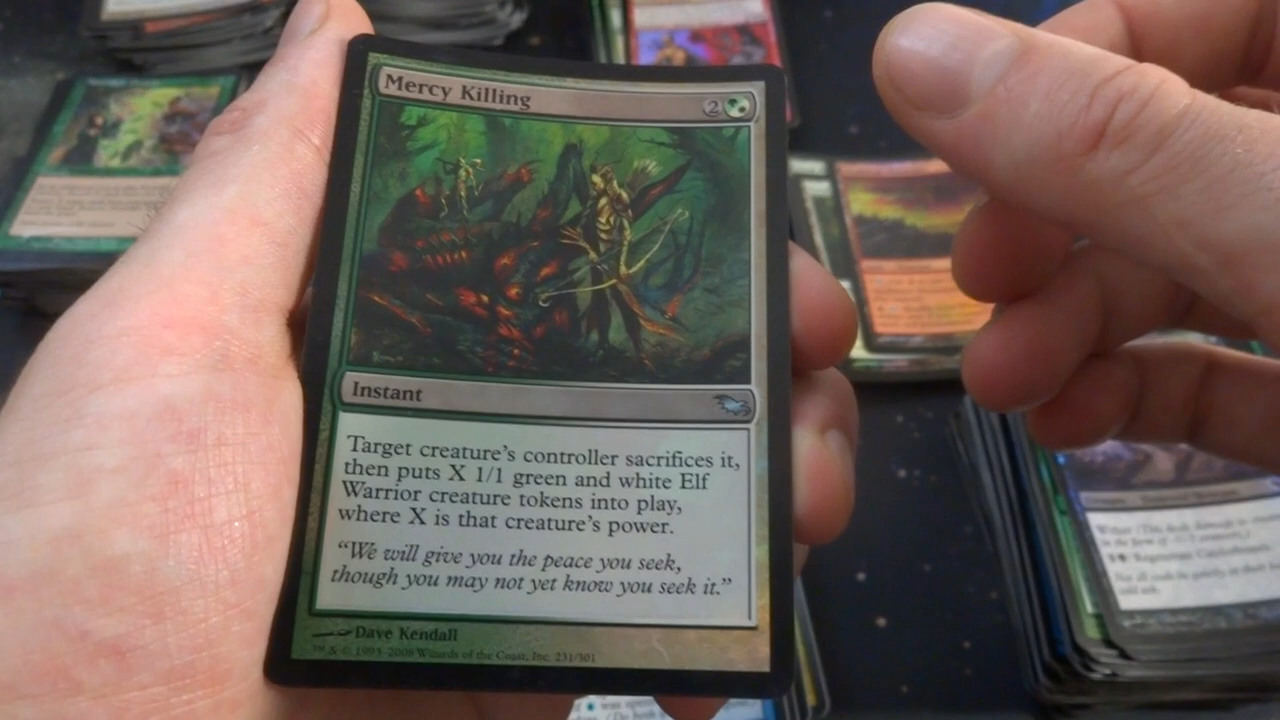 Mercy Killing
2
Instant
Target creature's controller sacrifices it,
then puts X 1/1 green and white Elf
Warrior creature tokens into play,
where X is that creature's power.
“We will give you the peace you seek,
though you may not yet know you seek it.”
Dave Kendall
™ & © 1993-2008 Wizards of the Coast, Inc. 231/301